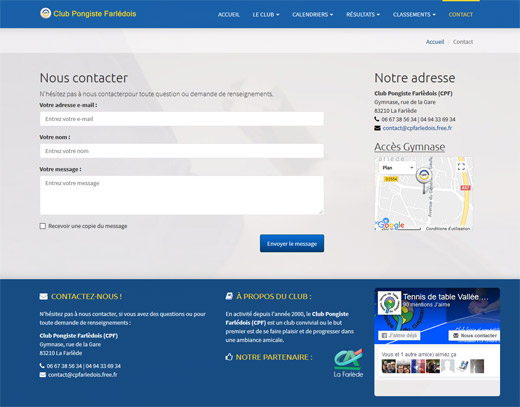 Club Pongiste Farlédois
ACCUEIL LE CLUB CALENDRIERS RÉSULTATS CLASSEMENTS CONTACT
Accueil / Contact
Nous contacter
N'hésitez pas à nous contacterpour toute question ou demande de renseignements.
Votre adresse e-mail :
Entrez votre e-mail
Votre nom :
Entrez votre nom
Votre message :
Entrez votre message
Recevoir une copie du message
Envoyer le message
Notre adresse
Club Pongiste Farlédois (CPF)
Gymnase, rue de la Gare
83210 La Farlède
06 67 38 56 34 | 04 94 33 69 34
contact@cpfarledois.free.fr
Accès Gymnase
Plan
D258A
A57
Google
Conditions d'utilisation
CONTACTEZ-NOUS !
N'hésitez pas à nous contacter, si vous avez des questions ou pour
toute demande de renseignements :
Club Pongiste Farlédois (CPF)
Gymnase, rue de la Gare
83210 La Farlède
06 67 38 56 34 | 04 94 33 69 34
contact@cpfarledois.free.fr
À PROPOS DU CLUB :
En activité depuis l'année 2000, le Club Pongiste
Farlédois (CPF) est un club convivial ou le but
premier est de se faire plaisir et de progresser dans
une ambiance amicale.
NOTRE PARTENAIRE :
CA
La Farlède
Tennis de table Vallée ...
90 mentions J'aime
J'aime déjà
Nous contacter
Vous et 1 autre ami(e) aimez ça